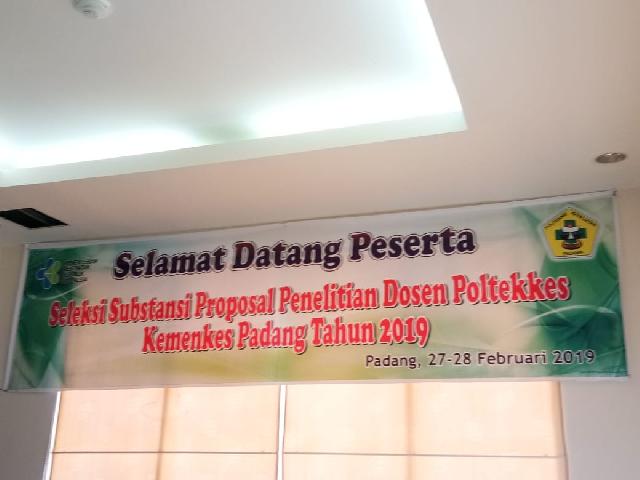 Selamat Datang Peserta
Seleksi Substansi Proposal Penelitian Dosen Poltekkes
Kemenkes Padang Tahun 2019
Padang, 27-28 Februari 2019